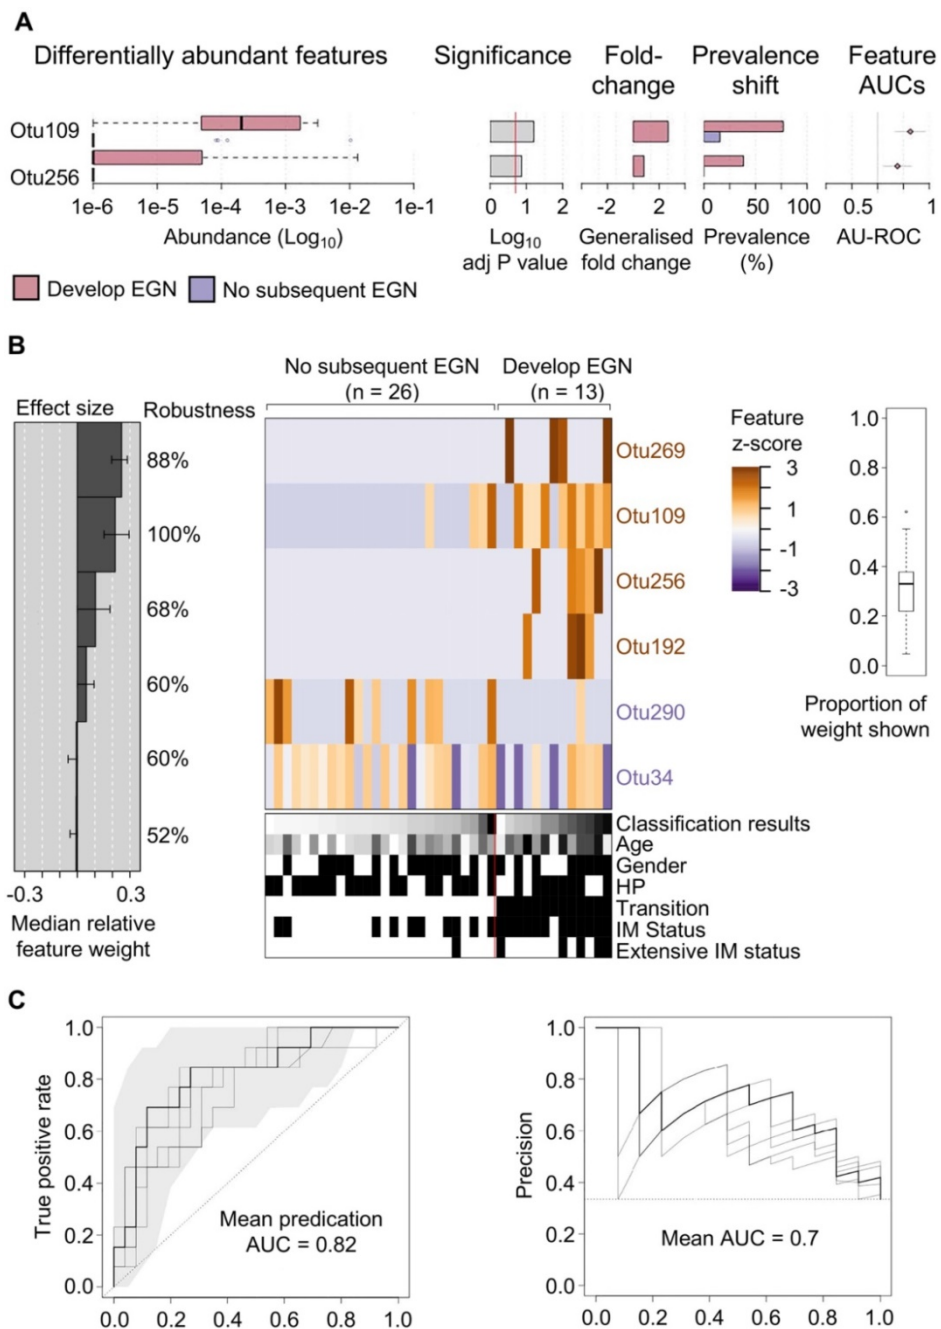 A
Differentially abundant features
Significance
Fold-
change
Prevalence
shift
Feature
AUCs
Otu109
Otu256
1e-6 1e-5 1e-4 1e-3 1e-2 1e-1
0 1 2
-2 2
0 50 100
0.5 1
Abundance (Log10)
Log10
adj P value
Generalised
fold change
Prevalence
(%)
AU-ROC
Develop EGN
No subsequent EGN
B
Effect size
Robustness
88%
100%
68%
60%
60%
52%
-0.3 0.3
Median relative
feature weight
No subsequent EGN
(n = 26)
Develop EGN
(n = 13)
Otu269
Otu109
Otu256
Otu192
Otu290
Otu34
Classification results
Age
Gender
HP
Transition
IM Status
Extensive IM status
Feature
z-score
3
1
-1
-3
1.0
0.8
0.6
0.4
0.2
0.0
Proportion of
weight shown
C
True positive rate
1.0
0.8
0.6
0.4
0.2
0.0
Mean predication
AUC = 0.82
0.0 0.2 0.4 0.6 0.8 1.0
Precision
1.0
0.8
0.6
0.4
0.2
0.0
Mean AUC = 0.7
0.0 0.2 0.4 0.6 0.8 1.0